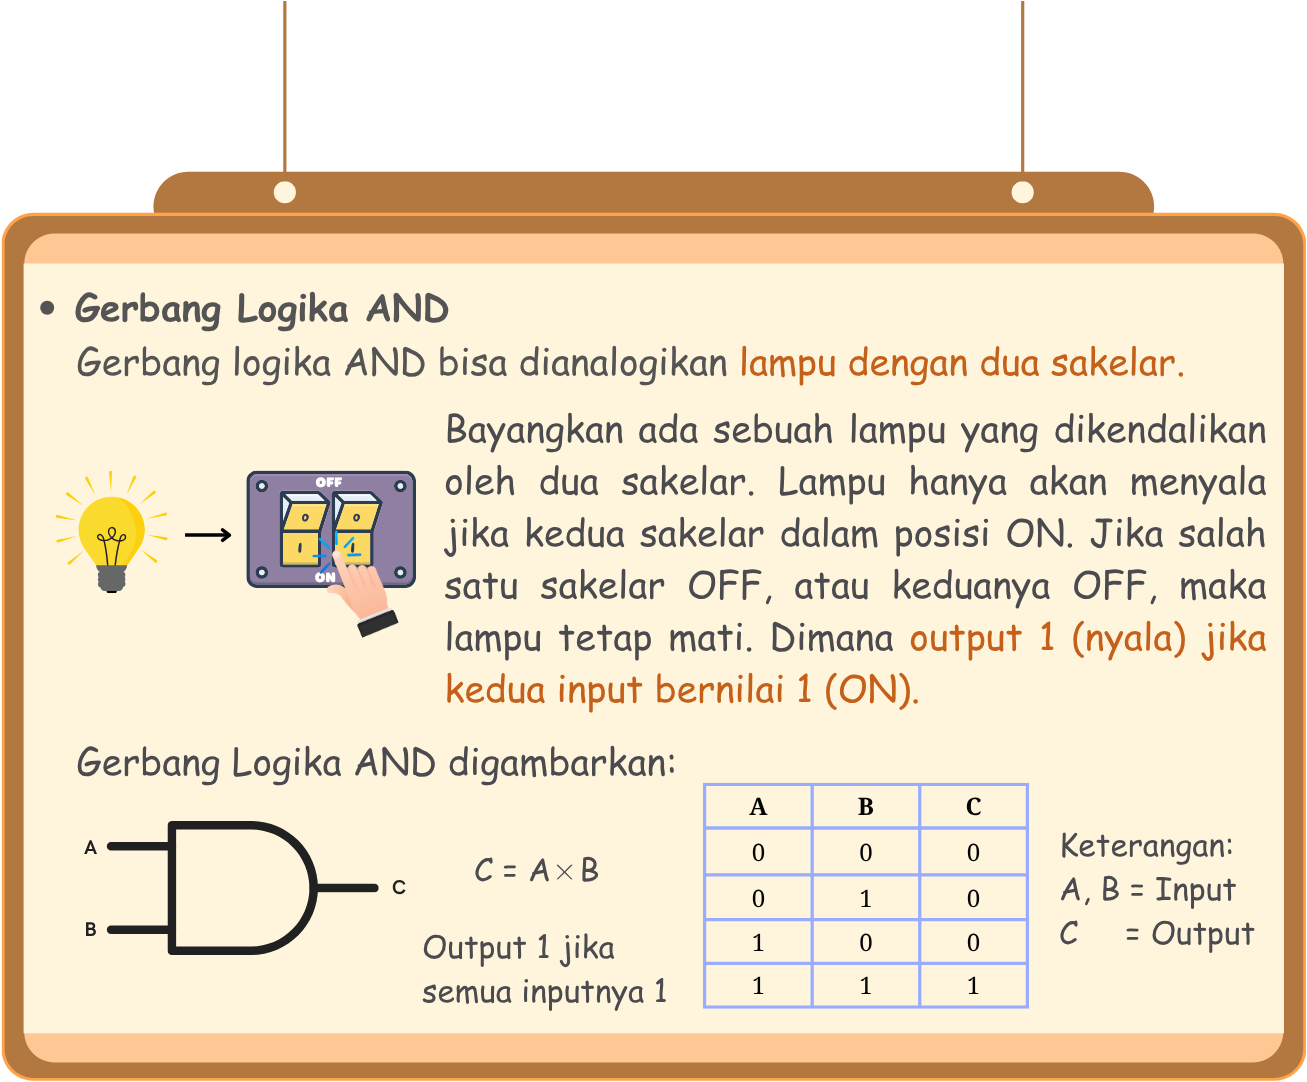 • Gerbang Logika AND
Gerbang logika AND bisa dianalogikan lampu dengan dua sakelar.
Bayangkan ada sebuah lampu yang dikendalikan
oleh dua sakelar. Lampu hanya akan menyala
jika kedua sakelar dalam posisi ON. Jika salah
satu sakelar OFF, atau keduanya OFF, maka
lampu tetap mati. Dimana output 1 (nyala) jika
kedua input bernilai 1 (ON).
OFF
0 0
1 1
ON
Gerbang Logika AND digambarkan:
A
B
C
C = A × B
Output 1 jika
semua inputnya 1
A B C
0 0 0
0 1 0
1 0 0
1 1 1
Keterangan:
A, B = Input
C = Output